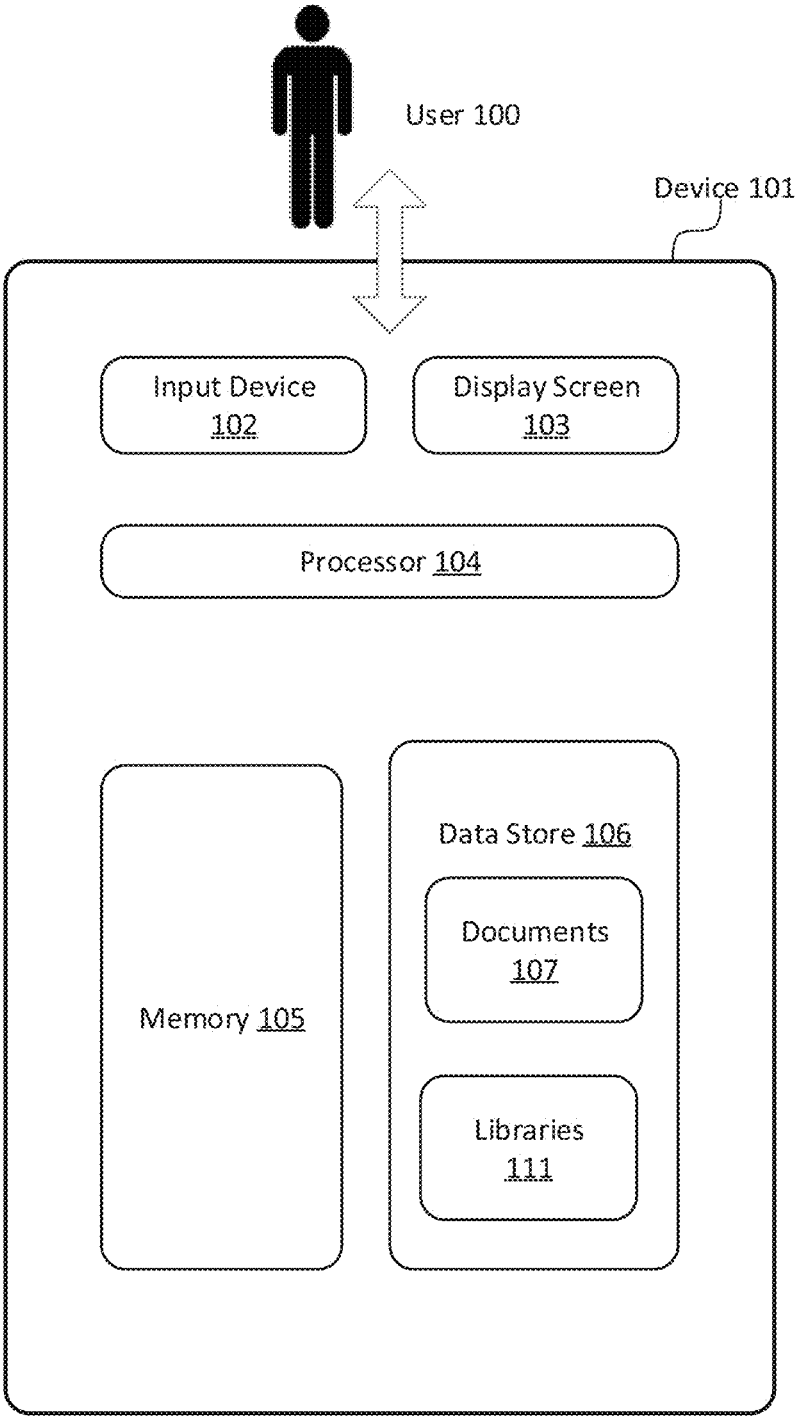 User 100
Device 101
Input Device
102
Display Screen
103
Processor 104
Memory 105
Data Store 106
Documents
107
Libraries
111